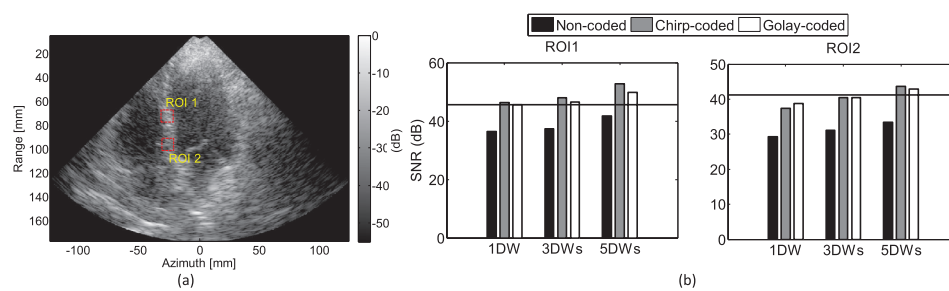 Non-coded Chirp-coded Golay-coded
ROI1
ROI2
20
40
60
80
100
120
140
160
Range [mm]
ROI 1
ROI 2
-100 -50 0 50 100
Azimuth [mm]
0
-10
-20
-30
-40
-50
(dB)
(a)
60
40
20
0
SNR (dB)
1DW 3DWs 5DWs
50
40
30
20
10
0
1DW 3DWs 5DWs
(b)